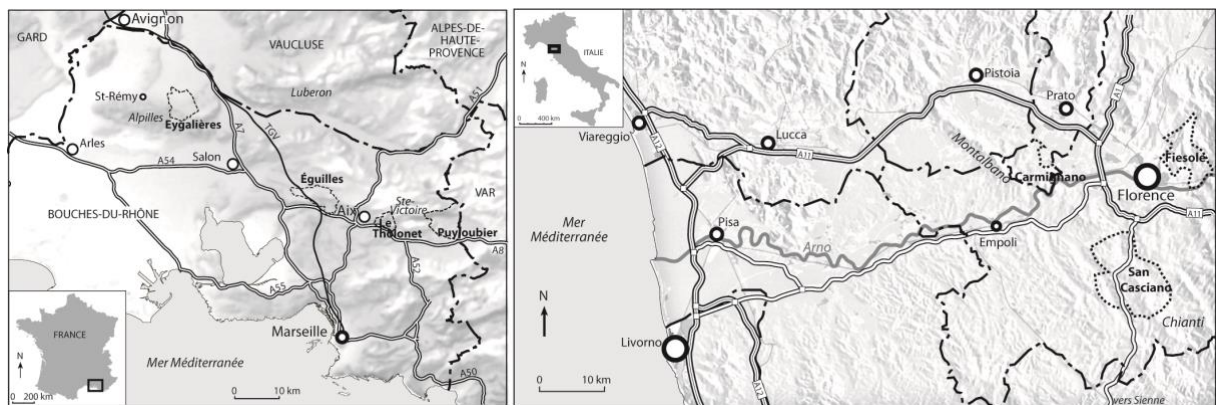 Avignon
GARD
VAUCLUSE
ALPES-DE-
HAUTE-
PROVENCE
St-Rémy
Alpilles
Eygalières
Luberon
A7
TGV
A51
Arles
A54
Salon
Éguilles
Ste-
Victoire
VAR
Aix
BOUCHES-DU-RHÔNE
Le
Tholonet
Puyloubier
A8
A52
A55
Marseille
Mer Méditerranée
A50
0 10 km
FRANCE
N
0 200 km
ITALIE
N
0 400 km
Pistoia
Prato
A1
Viareggio
A12
Lucca
A11
Montalbano
Carmignano
Fiesole
Florence
A11
Mer
Méditerranée
Pisa
Arno
Empoli
San
Casciano
N
Livorno
Chianti
0 10 km
A12
vers Sienne